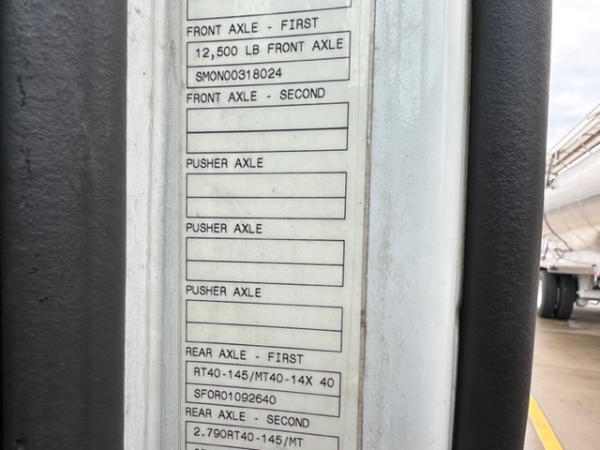 FRONT AXLE - FIRST
12,500 LB FRONT AXLE
SMON00318024
FRONT AXLE - SECOND
PUSHER AXLE
PUSHER AXLE
PUSHER AXLE
REAR AXLE - FIRST
RT40-145/MT40-14X 40
SFOR01092640
REAR AXLE - SECOND
2.790RT40-145/MT